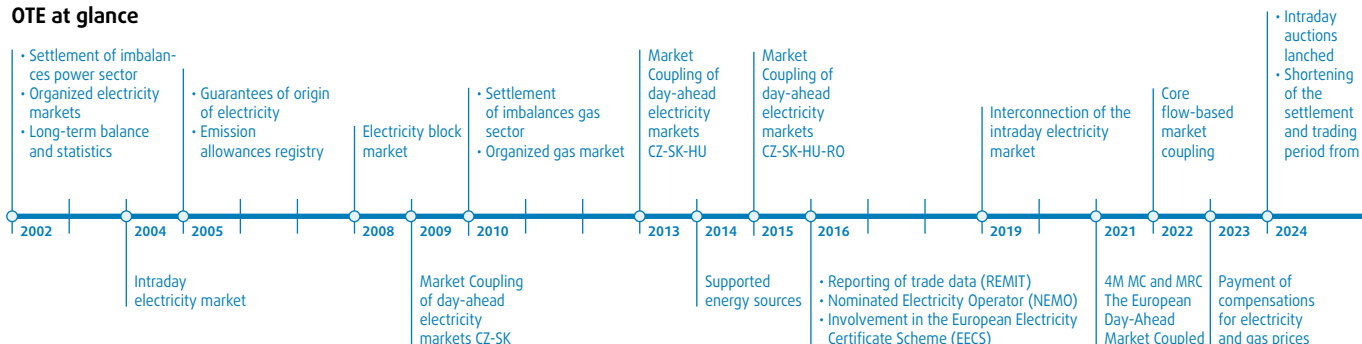 OTE at glance
• Settlement of imbalan-
ces power sector
• Organized electricity
markets
• Long-term balance
and statistics
• Guarantees of origin
of electricity
• Emission
allowances registry
Electricity block
market
• Settlement
of imbalances gas
sector
• Organized gas market
Market
Coupling of
day-ahead
electricity
markets
CZ-SK-HU
Market
Coupling of
day-ahead
electricity
markets
CZ-SK-HU-RO
Interconnection of the
intraday electricity
market
Core
flow-based
market
coupling
• Intraday
auctions
lanched
• Shortening
of the
settlement
and trading
period from
2002 2004 2005 2008 2009 2010 2013 2014 2015 2016 2019 2021 2022 2023 2024
Intraday
electricity market
Market Coupling
of day-ahead
electricity
markets CZ-SK
Supported
energy sources
• Reporting of trade data (REMIT)
• Nominated Electricity Operator (NEMO)
• Involvement in the European Electricity
Certificate Scheme (EECS)
4M MC and MRC
The European
Day-Ahead
Market Coupled
Payment of
compensations
for electricity
and gas prices